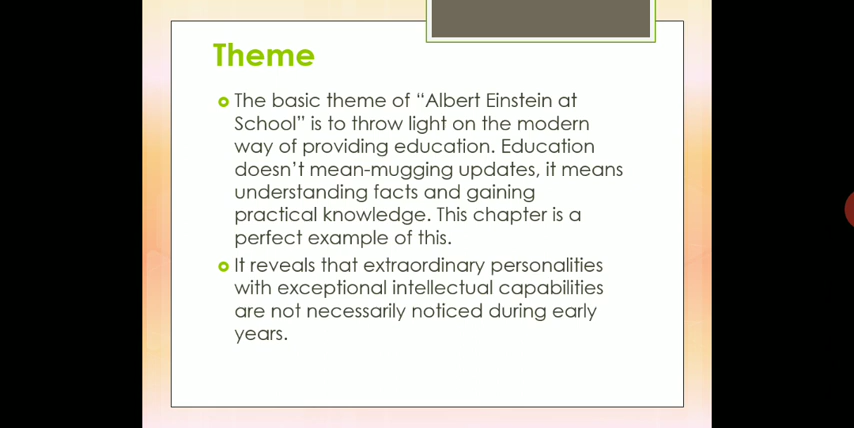 Theme
The basic theme of “Albert Einstein at
School” is to throw light on the modern
way of providing education. Education
doesn’t mean-mugging updates, it means
understanding facts and gaining
practical knowledge. This chapter is a
perfect example of this.
It reveals that extraordinary personalities
with exceptional intellectual capabilities
are not necessarily noticed during early
years.